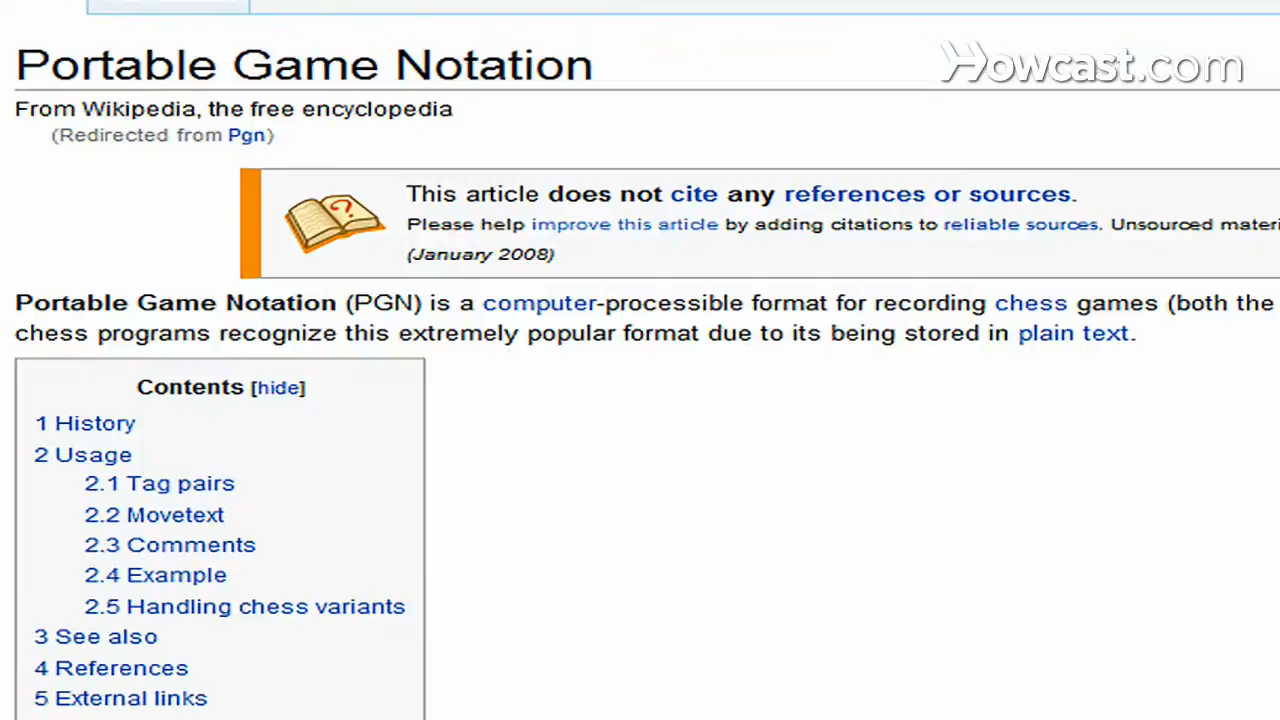 Portable Game Notation
Howcast.com
From Wikipedia, the free encyclopedia
(Redirected from Pgn)
This article does not cite any references or sources.
Please help improve this article by adding citations to reliable sources. Unsourced
(January 2008)
Portable Game Notation (PGN) is a computer-processible format for recording chess games (both the
chess programs recognize this extremely popular format due to its being stored in plain text.
Contents [hide]
1 History
2 Usage
2.1 Tag pairs
2.2 Movetext
2.3 Comments
2.4 Example
2.5 Handling chess variants
3 See also
4 References
5 External links